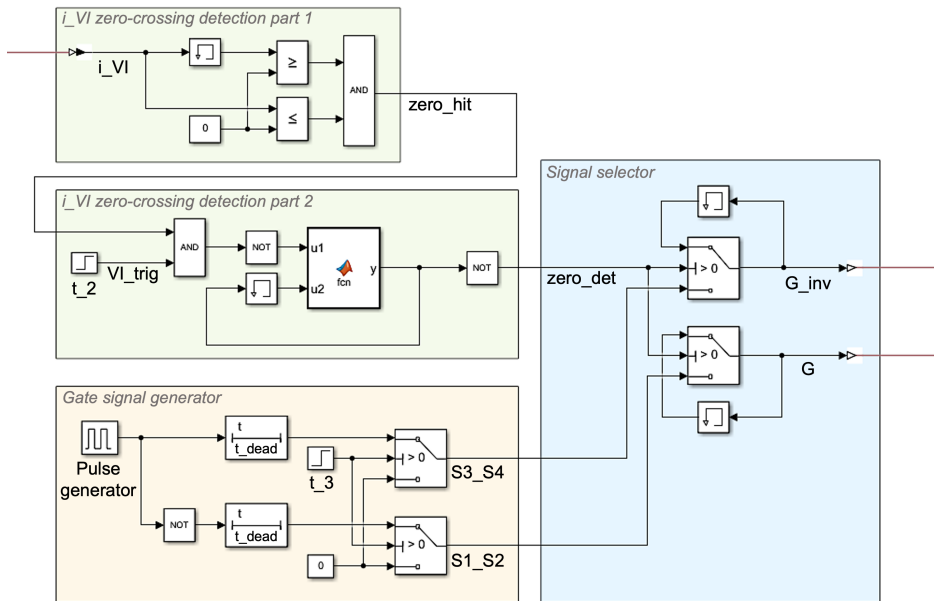 i_VI zero-crossing detection part 1
i_VI
≥
≤
0
AND
zero_hit
i_VI zero-crossing detection part 2
AND
NOT
VI_trig
t_2
u1
u2
y
fcn
NOT
Signal selector
zero_det
> 0
G_inv
> 0
G
Gate signal generator
Pulse
generator
t
t_dead
t_3
> 0
S3_S4
NOT
t
t_dead
0
> 0
S1_S2